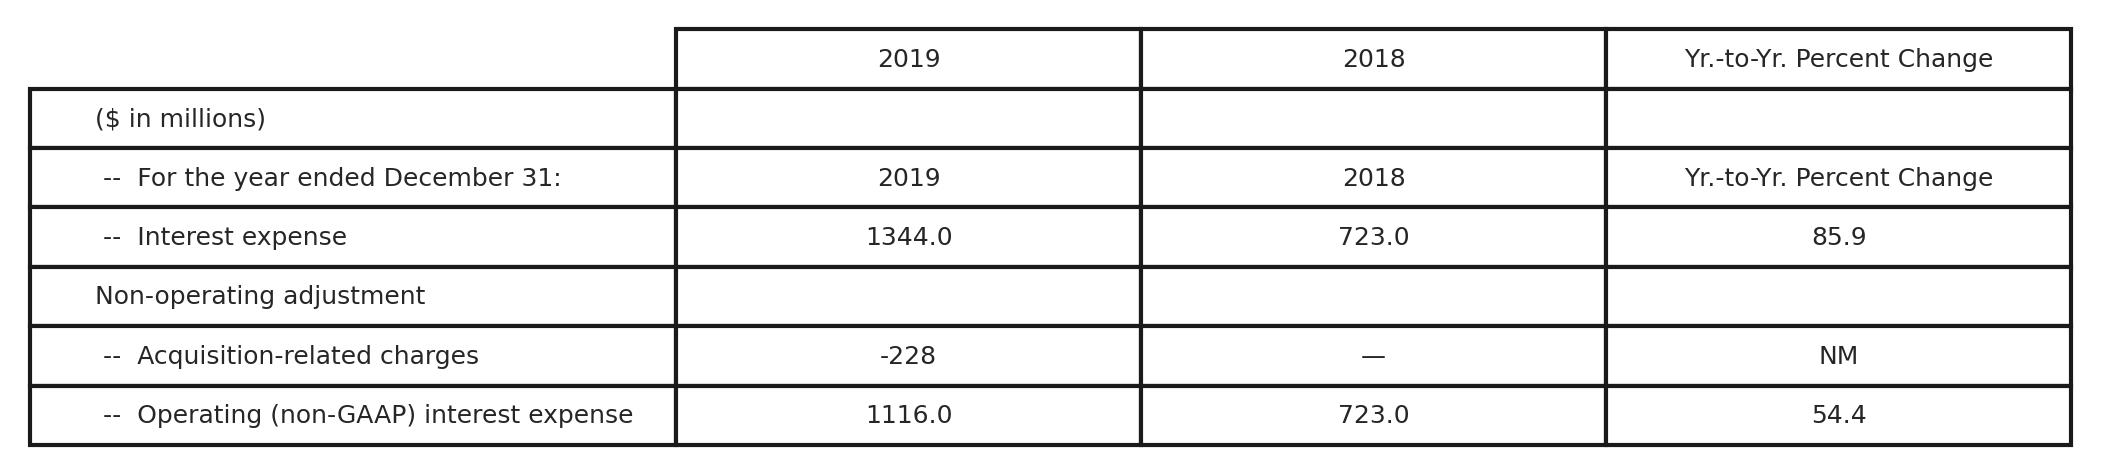 2019 2018 Yr.-to-Yr. Percent Change
($ in millions)
-- For the year ended December 31: 2019 2018 Yr.-to-Yr. Percent Change
-- Interest expense 1344.0 723.0 85.9
Non-operating adjustment
-- Acquisition-related charges -228 — NM
-- Operating (non-GAAP) interest expense 1116.0 723.0 54.4